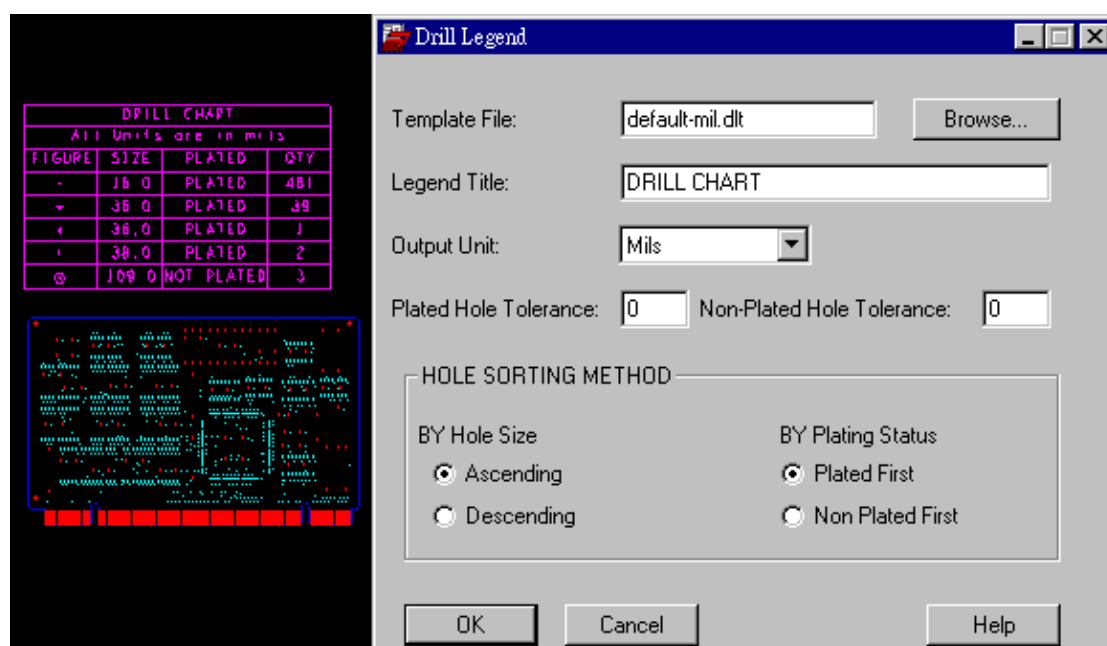 DRILL CHART
All Units are in mils
FIGURE SIZE PLATED QTY
16.0 PLATED 481
36.0 PLATED 39
36.0 PLATED 1
38.0 PLATED 2
109.0 NOT PLATED 3
Drill Legend
Template File: default-mil.dlt Browse...
Legend Title: DRILL CHART
Output Unit: Mils
Plated Hole Tolerance: 0 Non-Plated Hole Tolerance: 0
HOLE SORTING METHOD
BY Hole Size BY Plating Status
Ascending Plated First
Descending Non Plated First
OK Cancel Help